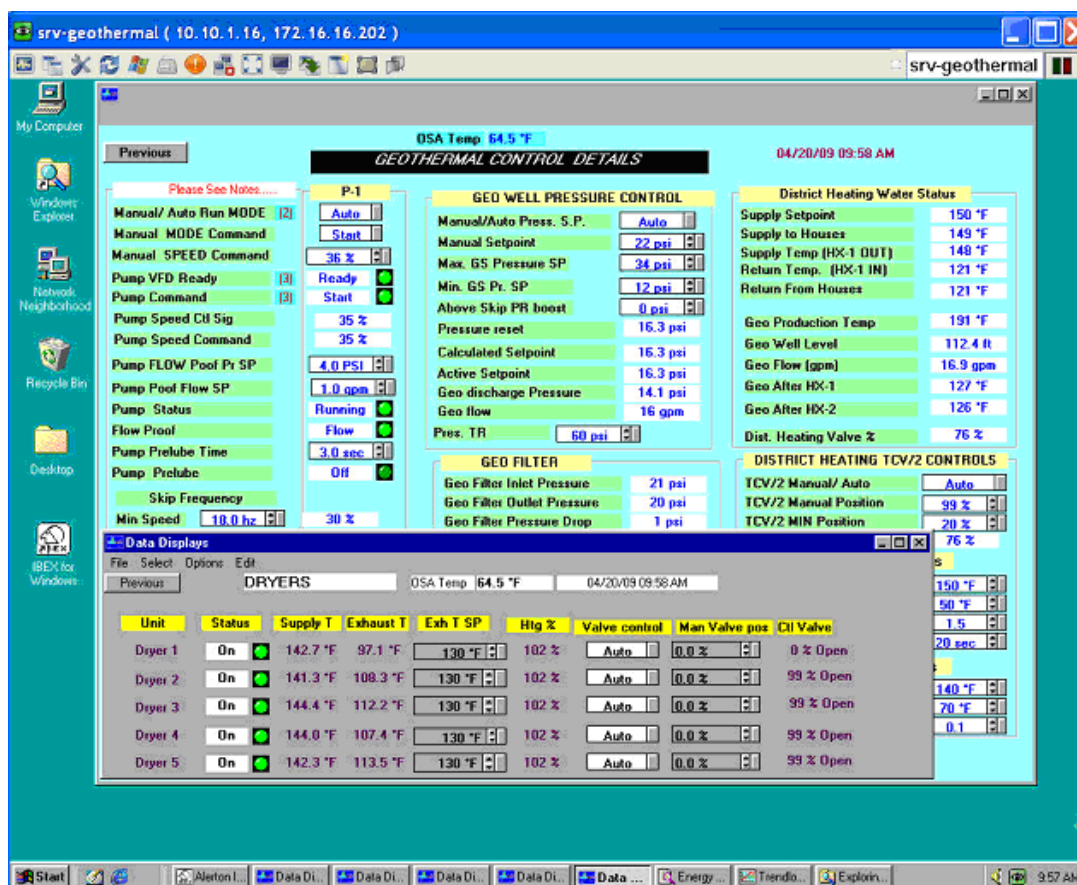 srv-geothermal ( 10.10.1.16, 172.16.16.202 )
srv-geothermal
My Computer
Windows Explorer
Network Neighborhood
Recycle Bin
Desktop
IBEX for Windows
Previous
OSA Temp 64.5 °F
GEOTHERMAL CONTROL DETAILS
04/20/09 09:58 AM
Please See Notes.....
P-1
Manual/ Auto Run MODE [2] Auto
Manual MODE Command Start
Manual SPEED Command 36 %
Pump VFD Ready [3] Ready
Pump Command [3] Start
Pump Speed Ctl Sig 35 %
Pump Speed Command 35 %
Pump FLOW Poof Pr SP 4.0 PSI
Pump Poof Flow SP 1.0 gpm
Pump Status Running
Flow Proof Flow
Pump Prelube Time 3.0 sec
Pump Prelube Off
Skip Frequency
Min Speed 18.0 hz 30 %
GEO WELL PRESSURE CONTROL
Manual/Auto Press. S.P. Auto
Manual Setpoint 22 psi
Max. GS Pressure SP 34 psi
Min. GS Pr. SP 12 psi
Above Skip PR boost 0 psi
Pressure reset 16.3 psi
Calculated Setpoint 16.3 psi
Active Setpoint 16.3 psi
Geo discharge Pressure 14.1 psi
Geo flow 16 gpm
Pres. TR 60 psi
GEO FILTER
Geo Filter Inlet Pressure 21 psi
Geo Filter Outlet Pressure 20 psi
Geo Filter Pressure Drop 1 psi
District Heating Water Status
Supply Setpoint 150 °F
Supply to Houses 149 °F
Supply Temp (HX-1 OUT) 148 °F
Return Temp. (HX-1 IN) 121 °F
Return From Houses 121 °F
Geo Production Temp 191 °F
Geo Well Level 112.4 ft
Geo Flow (gpm) 16.9 gpm
Geo After HX-1 127 °F
Geo After HX-2 126 °F
Dist. Heating Valve % 76 %
DISTRICT HEATING TCV/2 CONTROLS
TCV/2 Manual/ Auto Auto
TCV/2 Manual Position 99 %
TCV/2 MIN Position 20 %
76 %
s
150 °F
50 °F
1.5
20 sec
140 °F
70 °F
0.1
Data Displays
File Select Options Edit
Previous DRYERS OSA Temp 64.5 °F 04/20/09 09:58 AM
Unit Status Supply T Exhaust T Exh T SP Htg % Valve control Man Valve pos Ctl Valve
Dryer 1 On 142.7 °F 97.1 °F 130 °F 102 % Auto 0.0 % 0 % Open
Dryer 2 On 141.3 °F 108.3 °F 130 °F 102 % Auto 0.0 % 99 % Open
Dryer 3 On 144.4 °F 112.2 °F 130 °F 102 % Auto 0.0 % 99 % Open
Dryer 4 On 144.0 °F 107.4 °F 130 °F 102 % Auto 0.0 % 99 % Open
Dryer 5 On 142.3 °F 113.5 °F 130 °F 102 % Auto 0.0 % 99 % Open
Start Alerton I... Data Di... Data Di... Data Di... Data Di... Data ... Energy ... Trendlo... Explorin... 9:57 AM